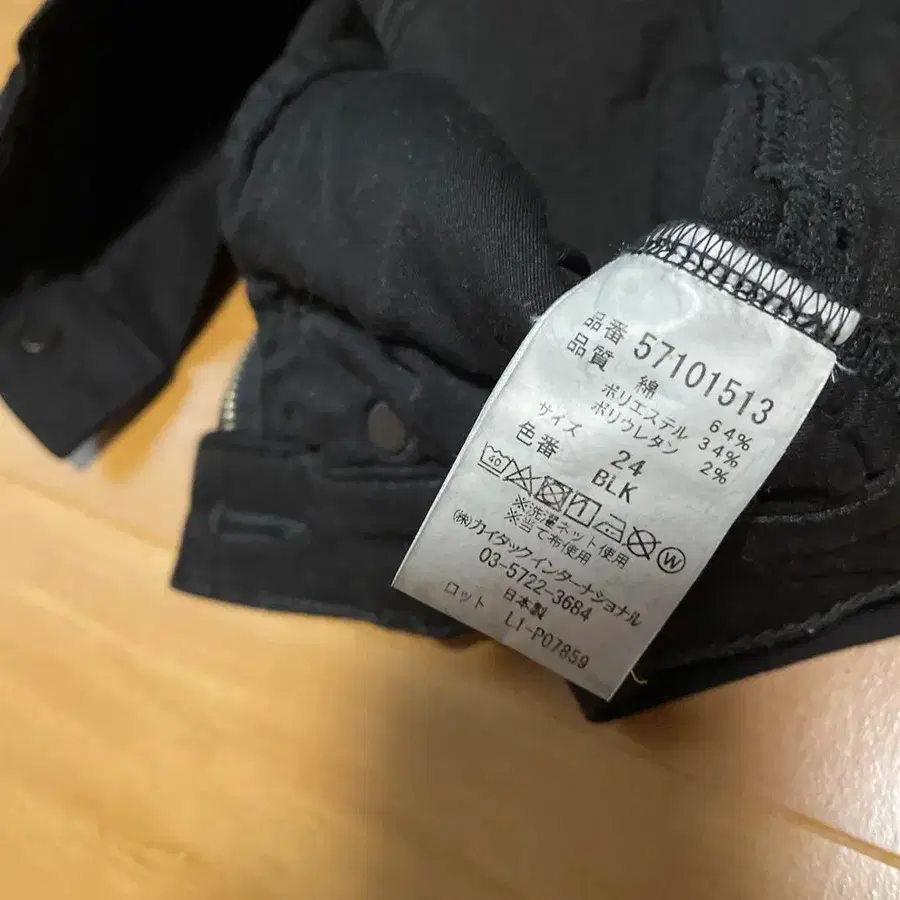 品番 57101513
品質 綿 64%
ポリエステル 34%
ポリウレタン 2%
サイズ 24
色番 BLK
40 W
※洗濯ネット使用
※当て布使用
(株)カイタックインターナショナル
03-5722-3684
日本製
ロット L1-P07859